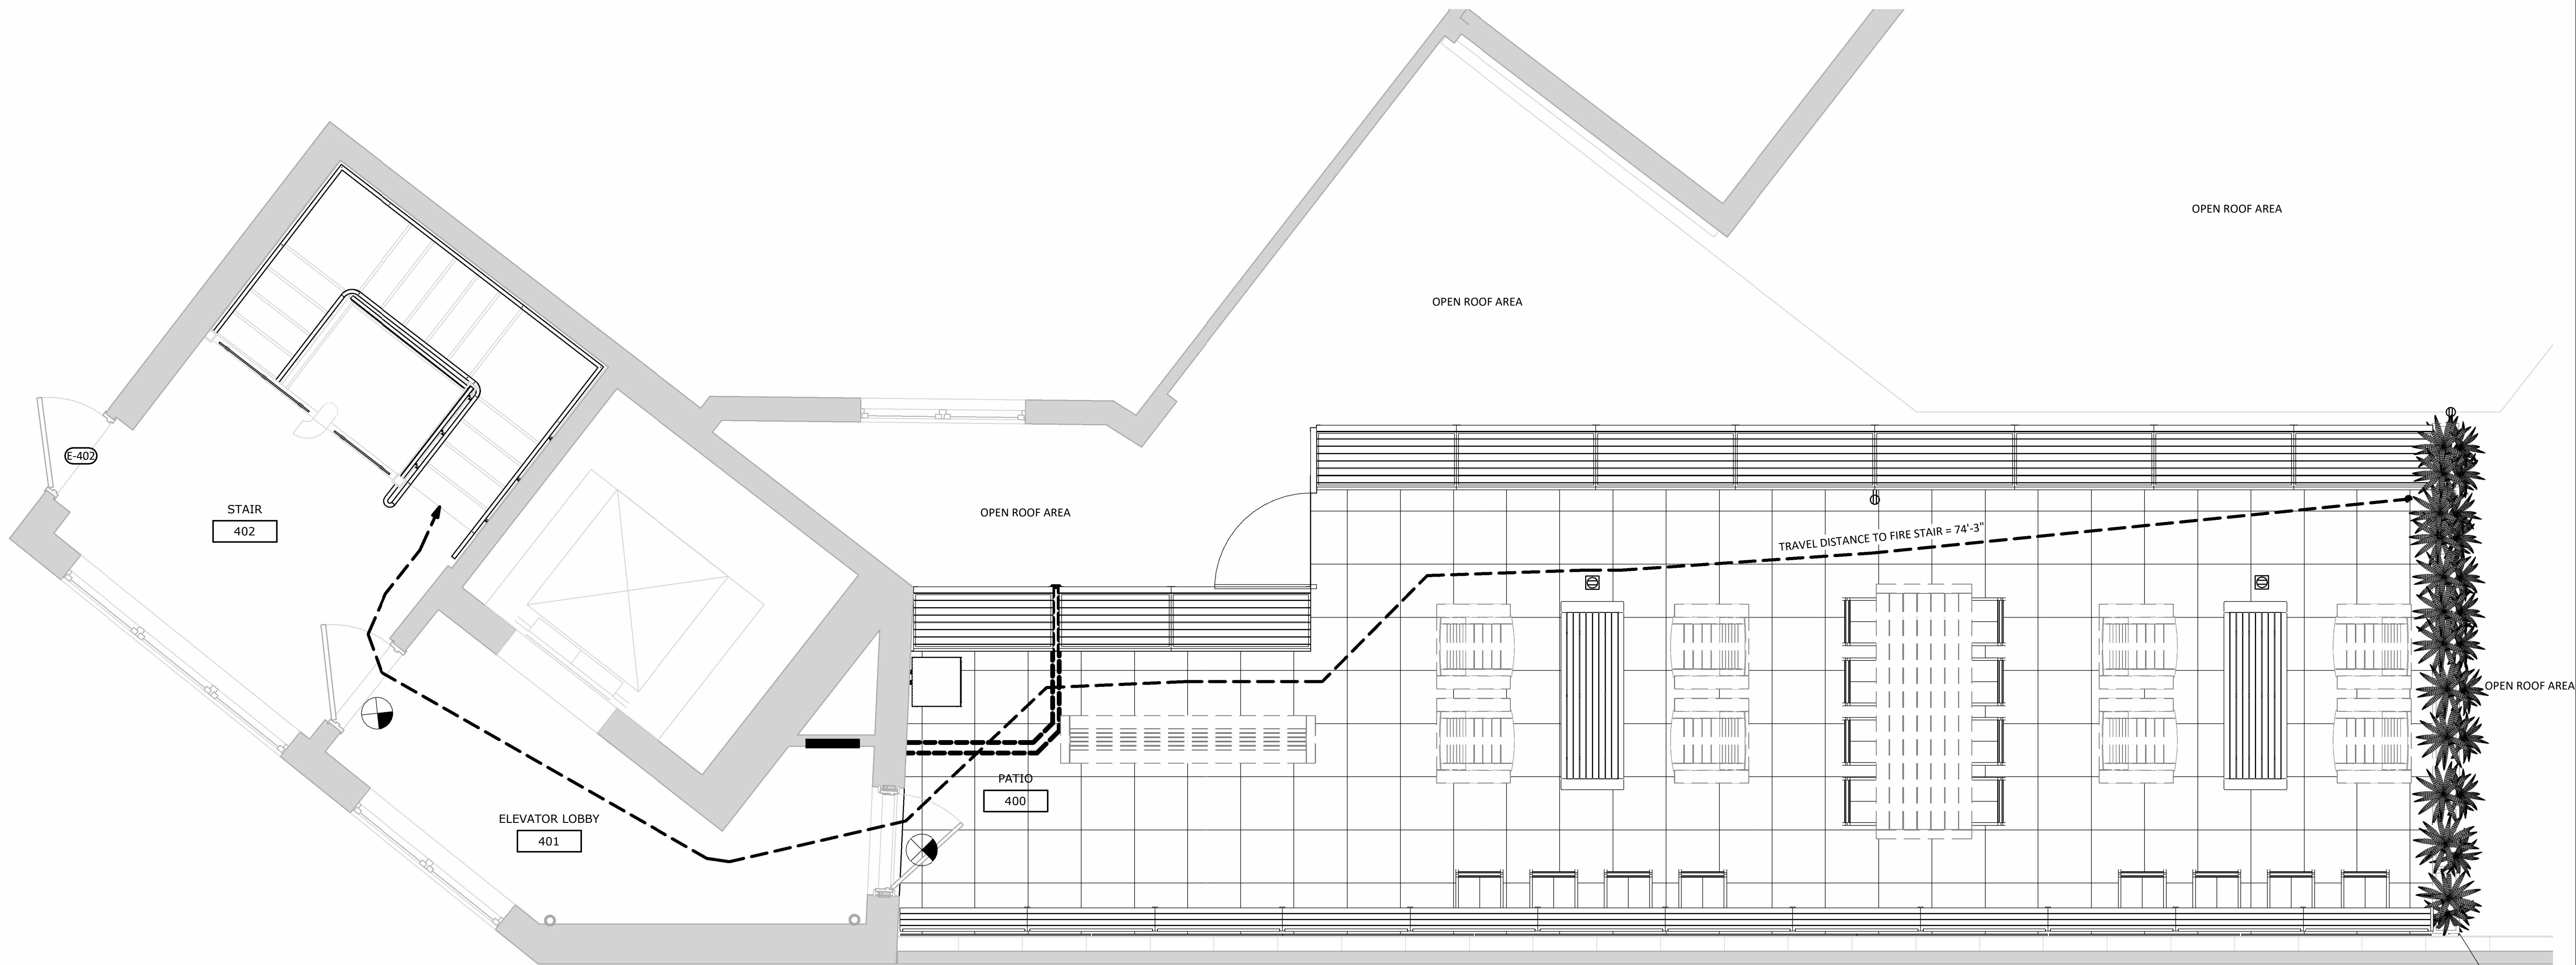 OPEN ROOF AREA
OPEN ROOF AREA
E-402
STAIR
402
OPEN ROOF AREA
TRAVEL DISTANCE TO FIRE STAIR = 74'-3"
OPEN ROOF AREA
PATIO
400
ELEVATOR LOBBY
401